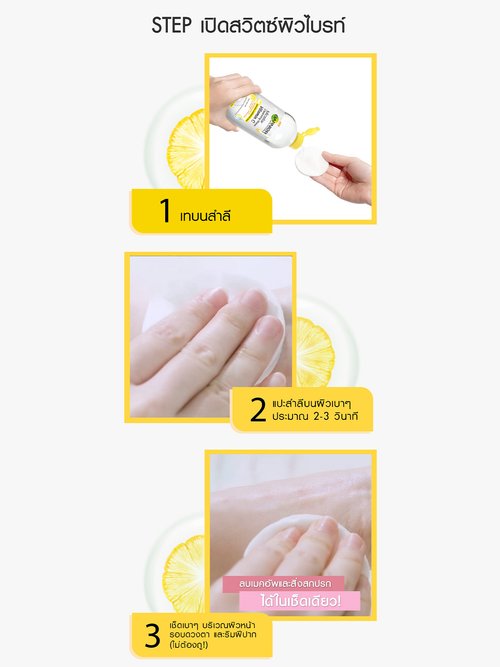 STEP เปิดสวิตซ์ผิวไบรท์
GARNIER
1 เทบนสำลี
2 แปะสำลีบนผิวเบาๆ
ประมาณ 2-3 วินาที
ลบเมคอัพและสิ่งสกปรก
ได้ในเช็ดเดียว!
3 เช็ดเบาๆ บริเวณผิวหน้า
รอบดวงตา และริมฝีปาก
(ไม่ต้องถู!)